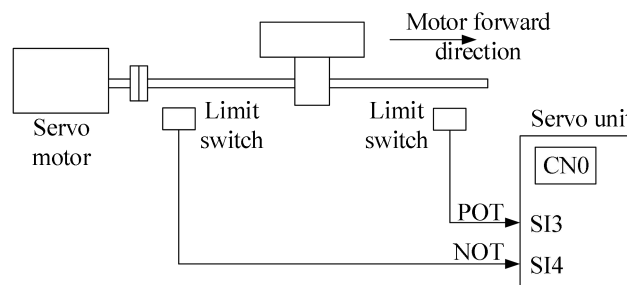 Motor forward
direction
Servo
motor
Limit
switch
Limit
switch
Servo unit
CN0
POT
SI3
NOT
SI4